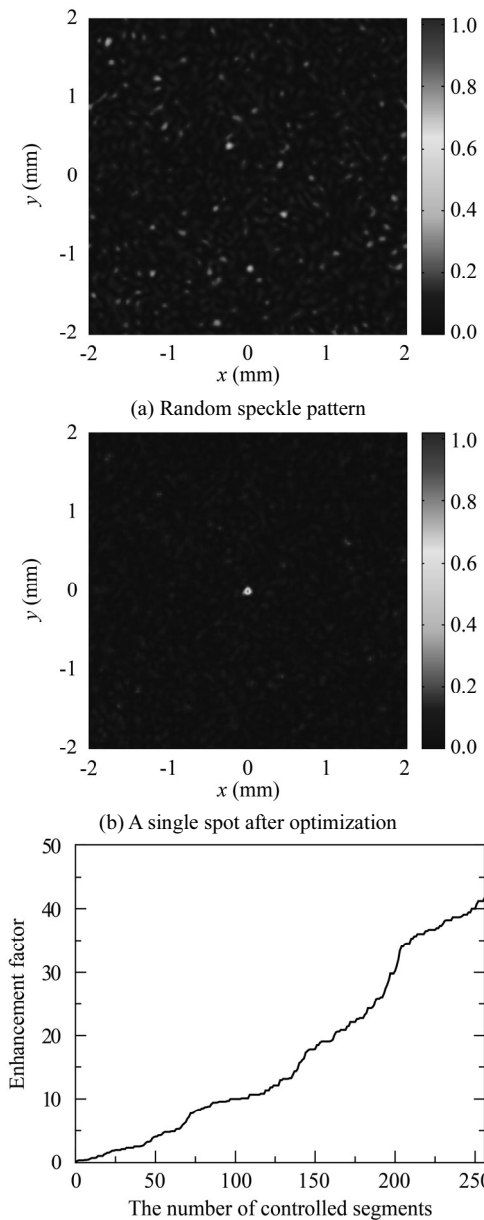 2
1
0
-1
-2
y (mm)
-2 -1 0 1 2
x (mm)
1.0
0.8
0.6
0.4
0.2
0.0
(a) Random speckle pattern
2
1
0
-1
-2
y (mm)
-2 -1 0 1 2
x (mm)
1.0
0.8
0.6
0.4
0.2
0.0
(b) A single spot after optimization
50
40
30
20
10
0
Enhancement factor
0 50 100 150 200 250
The number of controlled segments